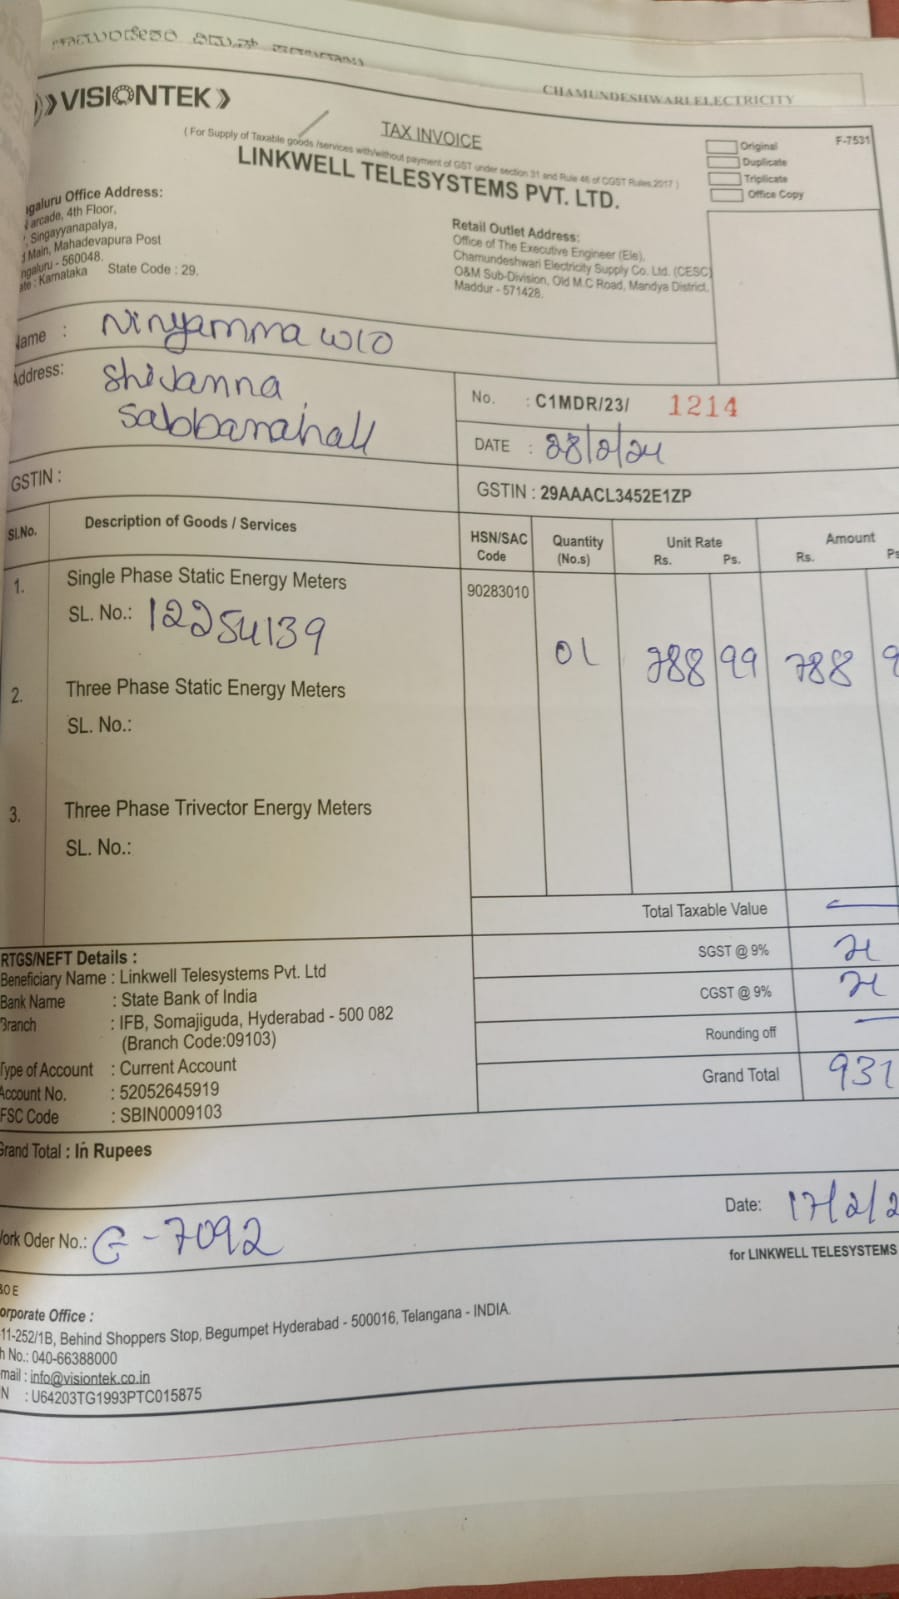 CHAMUNDESHWARI ELECTRICITY
VISIONTEK
TAX INVOICE
F-7531
( For Supply of Taxable goods /services with/without payment of GST under section 31 and Rule 46 of CGST Rules,2017 )
LINKWELL TELESYSTEMS PVT. LTD.
Original
Duplicate
Triplicate
Office Copy
galuru Office Address:
arcade, 4th Floor,
Singayyanapalya,
Main, Mahadevapura Post
ngaluru - 560048.
ate : Karnataka State Code : 29.
Retail Outlet Address:
Office of The Executive Engineer (Ele),
Chamundeshwari Electricity Supply Co. Ltd. (CESC)
O&M Sub-Division, Old M.C Road, Mandya District,
Maddur - 571428.
Name : Ninyamma W/O
Address: Shivanna
Sabbanahall
No. : C1MDR/23/ 1214
DATE : 28/2/24
GSTIN :
GSTIN : 29AAACL3452E1ZP
Sl.No. Description of Goods / Services HSN/SAC Code Quantity (No.s) Unit Rate Rs. Ps. Amount Rs. Ps
1. Single Phase Static Energy Meters 90283010
SL. No.: 12254139 01 788 99 788 9
2. Three Phase Static Energy Meters
SL. No.:
3. Three Phase Trivector Energy Meters
SL. No.:
Total Taxable Value
SGST @ 9% 71
CGST @ 9% 71
Rounding off
Grand Total 931
RTGS/NEFT Details :
Beneficiary Name : Linkwell Telesystems Pvt. Ltd
Bank Name : State Bank of India
Branch : IFB, Somajiguda, Hyderabad - 500 082
(Branch Code:09103)
Type of Account : Current Account
Account No. : 52052645919
FSC Code : SBIN0009103
Grand Total : In Rupees
Work Oder No.: G-7092
Date: 17/2/2
for LINKWELL TELESYSTEMS
&O E
orporate Office :
-11-252/1B, Behind Shoppers Stop, Begumpet Hyderabad - 500016, Telangana - INDIA.
h No.: 040-66388000
mail : info@visiontek.co.in
N : U64203TG1993PTC015875